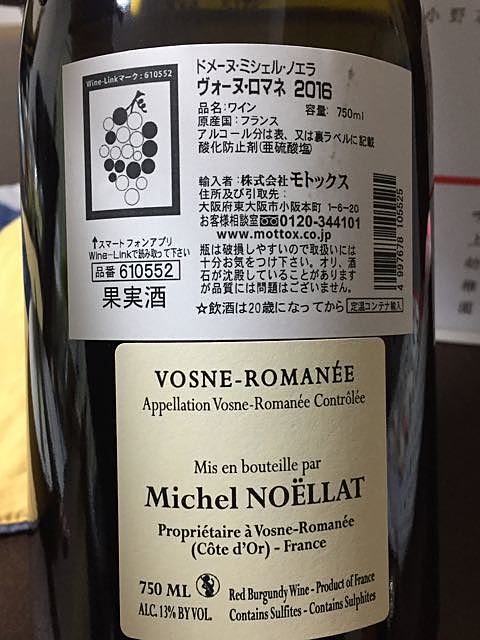 Wine-Linkマーク:610552
↑スマートフォンアプリ
Wine-Linkで読み取って下さい
品番 610552
果実酒
ドメーヌ・ミシェル・ノエラ
ヴォーヌ・ロマネ 2016
品名:ワイン 容量: 750ml
原産国:フランス
アルコール分は表、又は裏ラベルに記載
酸化防止剤(亜硫酸塩)
輸入者:株式会社 モトックス
住所及び引取先:
大阪府東大阪市小阪本町 1-6-20
お客様相談室 0120-344101
www.mottox.co.jp
瓶は破損しやすいので取扱いには
十分お気をつけ下さい。オリ、酒
石が沈殿していることがあります
が品質には問題はございません。
☆飲酒は20歳になってから 定温コンテナ輸入
4 997678 105525
VOSNE-ROMANÉE
Appellation Vosne-Romanée Contrôlée
Mis en bouteille par
Michel NOËLLAT
Propriétaire à Vosne-Romanée
(Côte d'Or) - France
750 ML
ALC. 13% BY VOL.
Red Burgundy Wine - Product of France
Contains Sulfites - Contains Sulphites
小野
上幼稚園